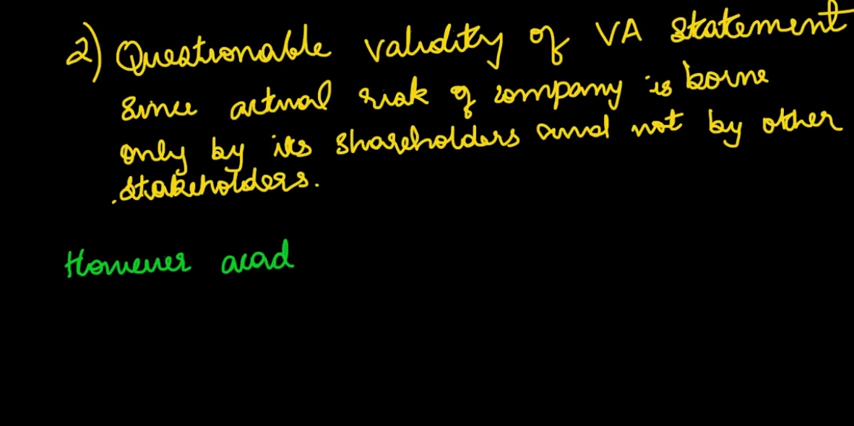 2) Questionable validity of VA statement
since actual risk of company is borne
only by its shareholders and not by other
stakeholders.
However acad